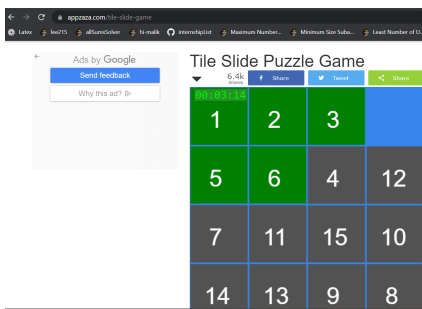 appzaza.com/tile-slide-game
Latex lee215 allSumsSolver hi-malik internshipList Maximum Number... Minimum Size Suba... Least Number of U...
Ads by Google
Send feedback
Why this ad?
Tile Slide Puzzle Game
6.4k
Shares
Share
Tweet
Share
00:03:14
1 2 3
5 6 4 12
7 11 15 10
14 13 9 8